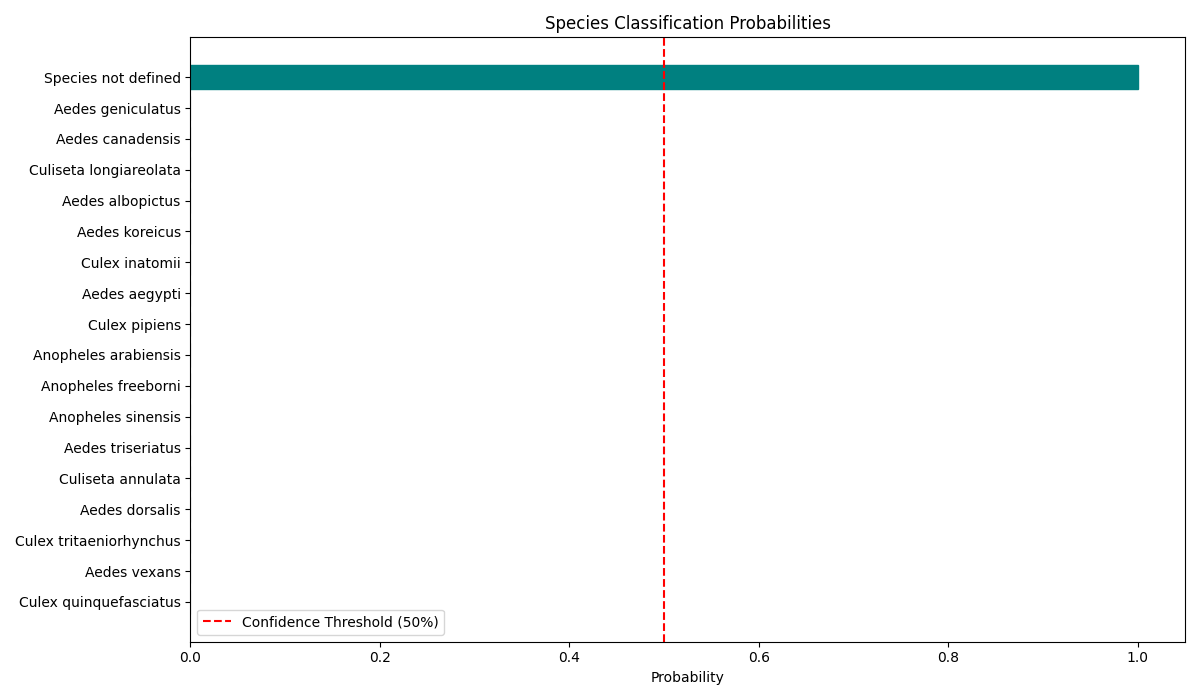 Species Classification Probabilities
Species not defined
Aedes geniculatus
Aedes canadensis
Culiseta longiareolata
Aedes albopictus
Aedes koreicus
Culex inatomii
Aedes aegypti
Culex pipiens
Anopheles arabiensis
Anopheles freeborni
Anopheles sinensis
Aedes triseriatus
Culiseta annulata
Aedes dorsalis
Culex tritaeniorhynchus
Aedes vexans
Culex quinquefasciatus
Confidence Threshold (50%)
0.0 0.2 0.4 0.6 0.8 1.0
Probability